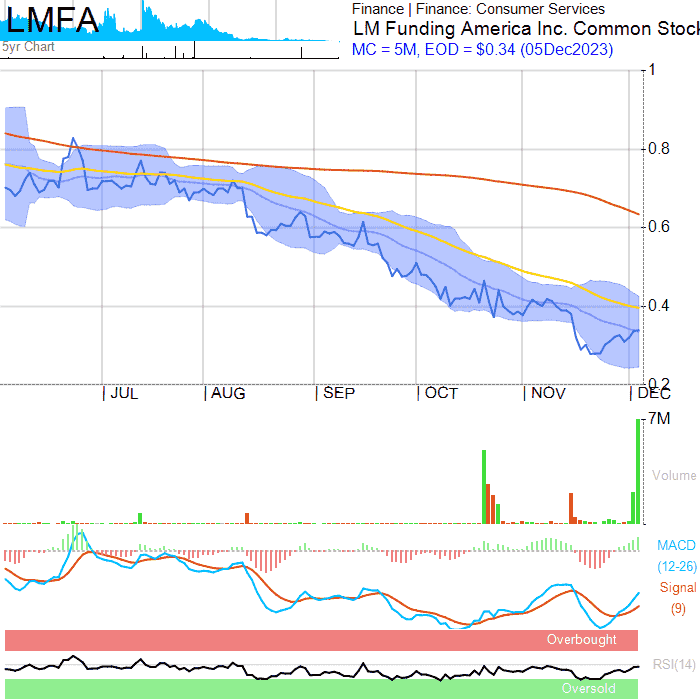 LMFA
5yr Chart
Finance | Finance: Consumer Services
LM Funding America Inc. Common Stock
MC = 5M, EOD = $0.34 (05Dec2023)
1
0.8
0.6
0.4
0.2
JUL
AUG
SEP
OCT
NOV
DEC
7M
Volume
MACD
(12-26)
Signal
(9)
Overbought
RSI(14)
Oversold